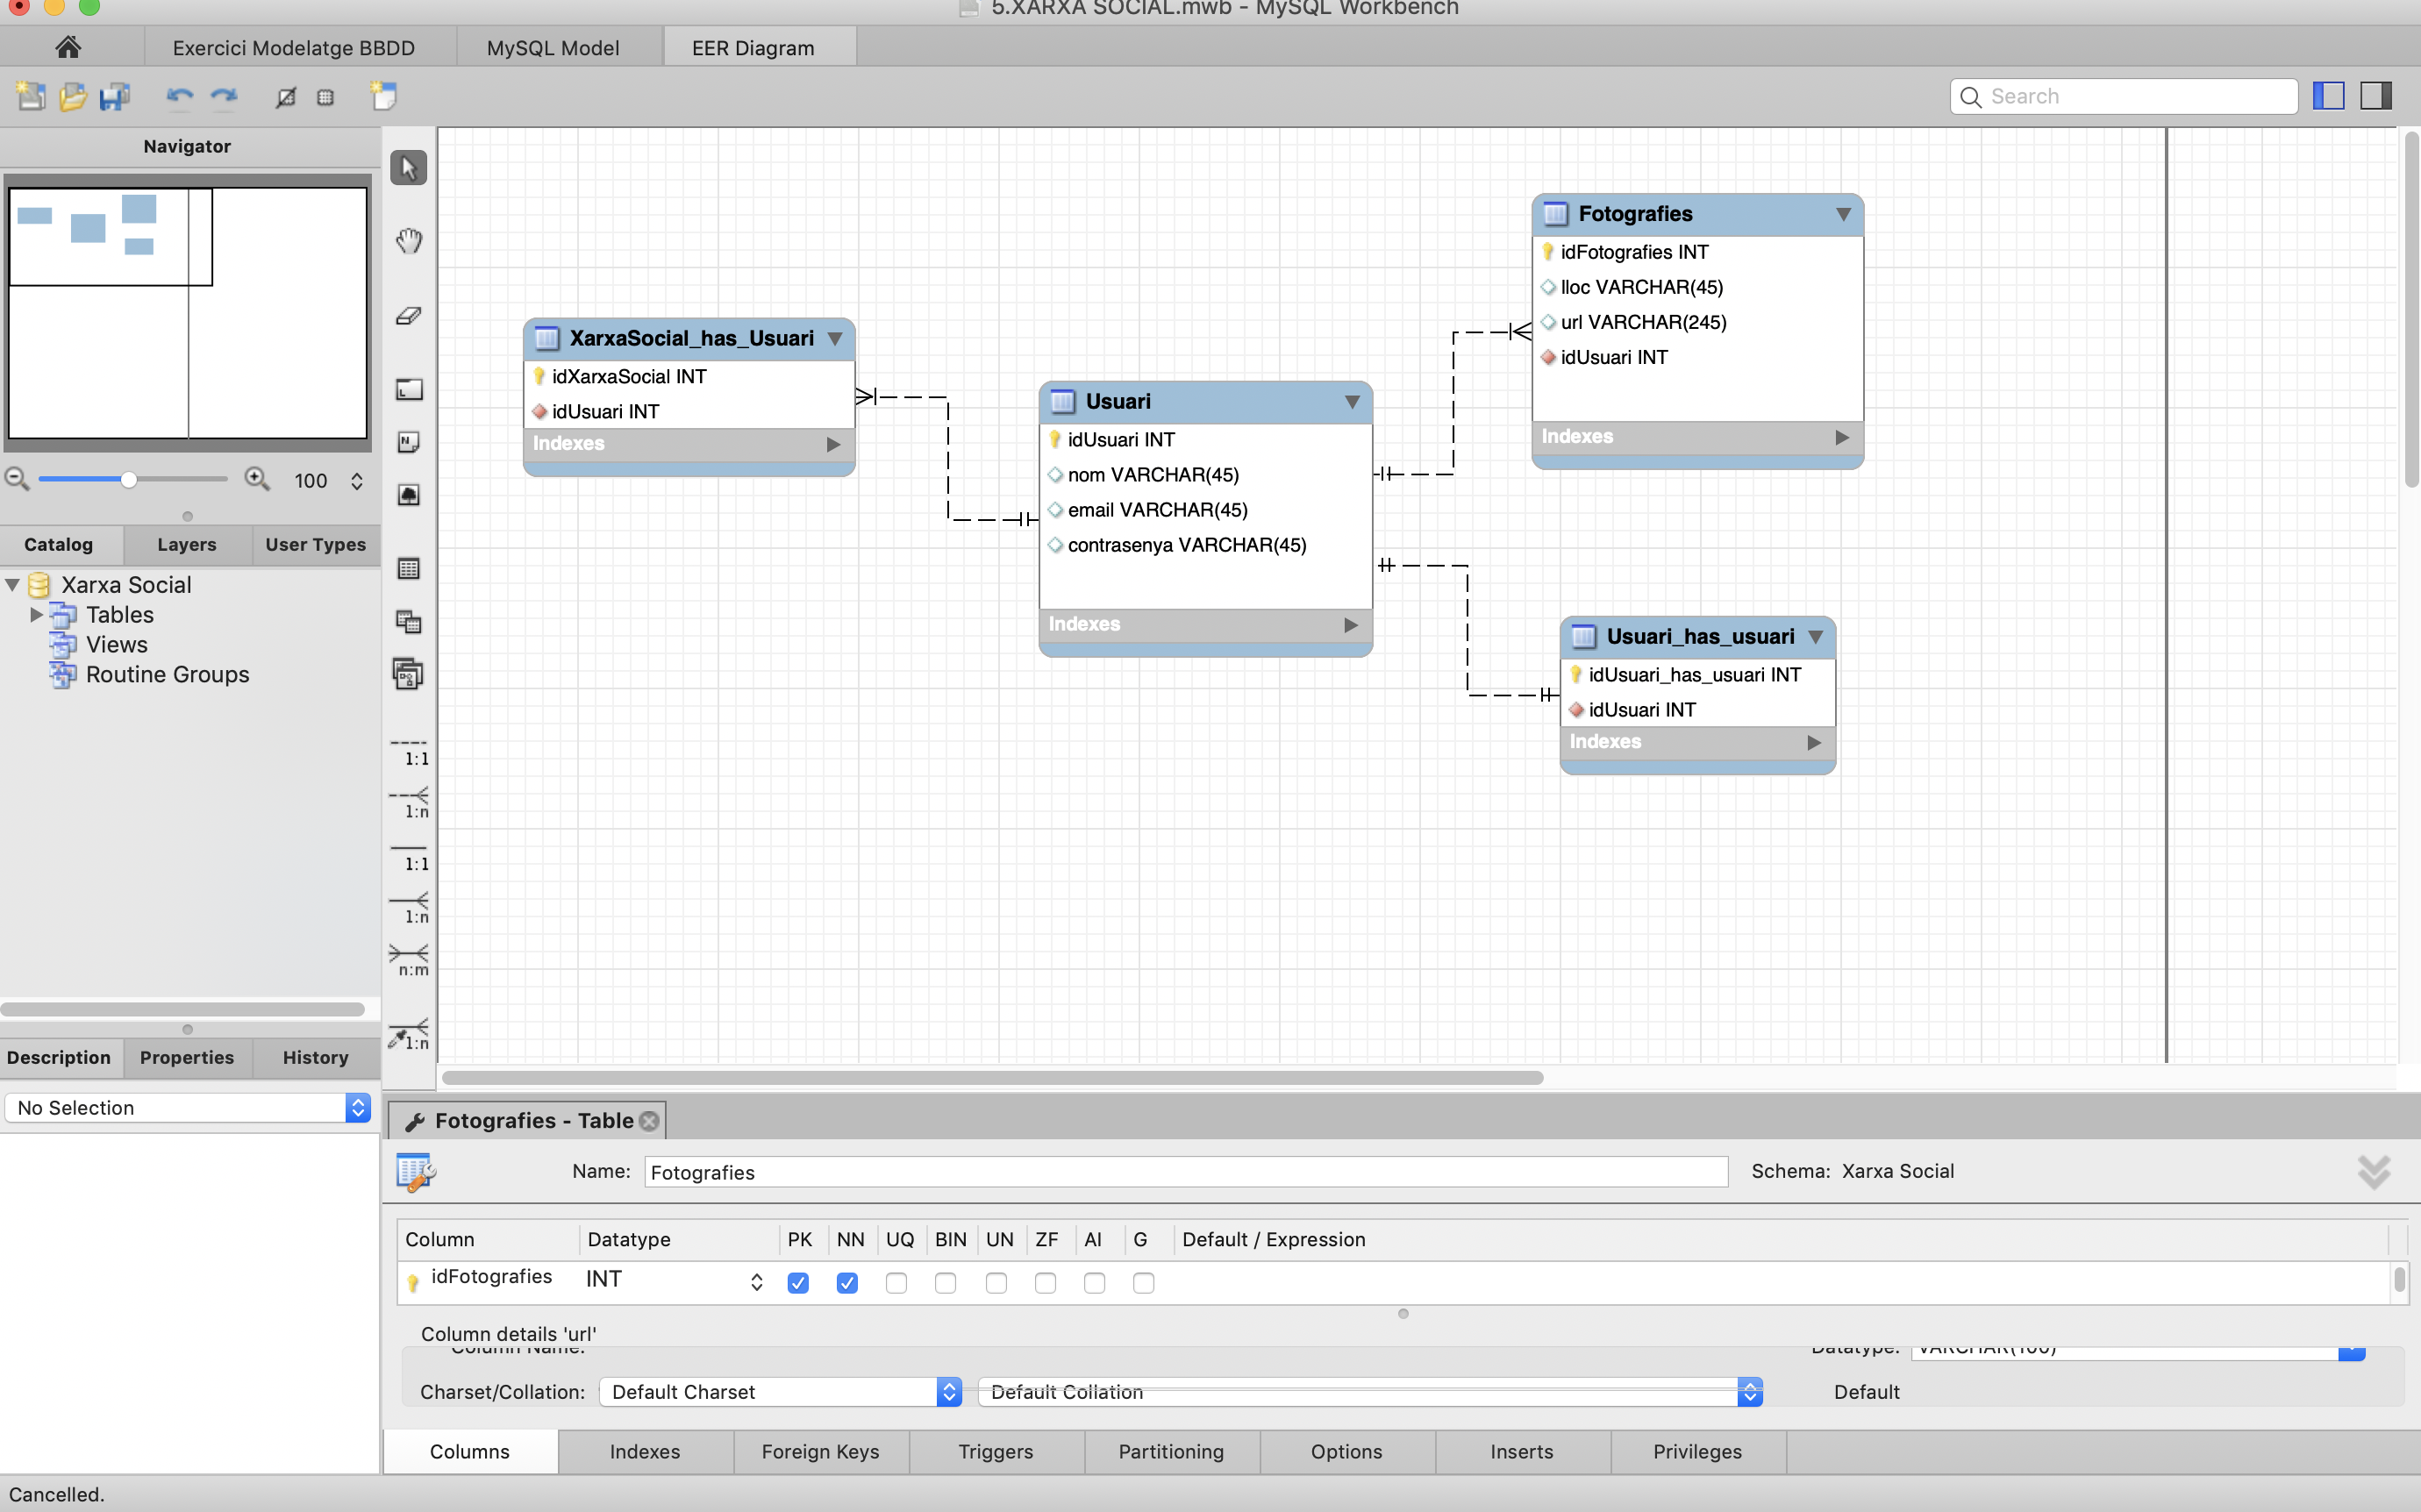 5.XARXA SOCIAL.mwb - MySQL Workbench
Exercici Modelatge BBDD
MySQL Model
EER Diagram
Search
Navigator
100
Catalog
Layers
User Types
Xarxa Social
Tables
Views
Routine Groups
Description
Properties
History
No Selection
N
1:1
1:n
1:1
1:n
n:m
1:n
XarxaSocial_has_Usuari
idXarxaSocial INT
idUsuari INT
Indexes
Usuari
idUsuari INT
nom VARCHAR(45)
email VARCHAR(45)
contrasenya VARCHAR(45)
Indexes
Fotografies
idFotografies INT
lloc VARCHAR(45)
url VARCHAR(245)
idUsuari INT
Indexes
Usuari_has_usuari
idUsuari_has_usuari INT
idUsuari INT
Indexes
Fotografies - Table
Name: Fotografies
Schema: Xarxa Social
Column Datatype PK NN UQ BIN UN ZF AI G Default / Expression
idFotografies INT
Column details 'url'
Column Name:
Datatype: VARCHAR(100)
Charset/Collation: Default Charset Default Collation Default
Columns Indexes Foreign Keys Triggers Partitioning Options Inserts Privileges
Cancelled.